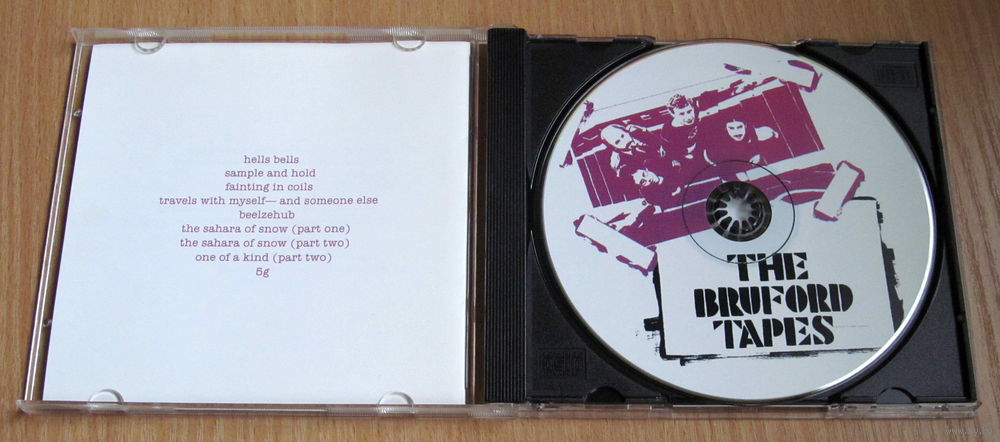 hells bells
sample and hold
fainting in coils
travels with myself— and someone else
beelzehub
the sahara of snow (part one)
the sahara of snow (part two)
one of a kind (part two)
5g
THE
BRUFORD
TAPES